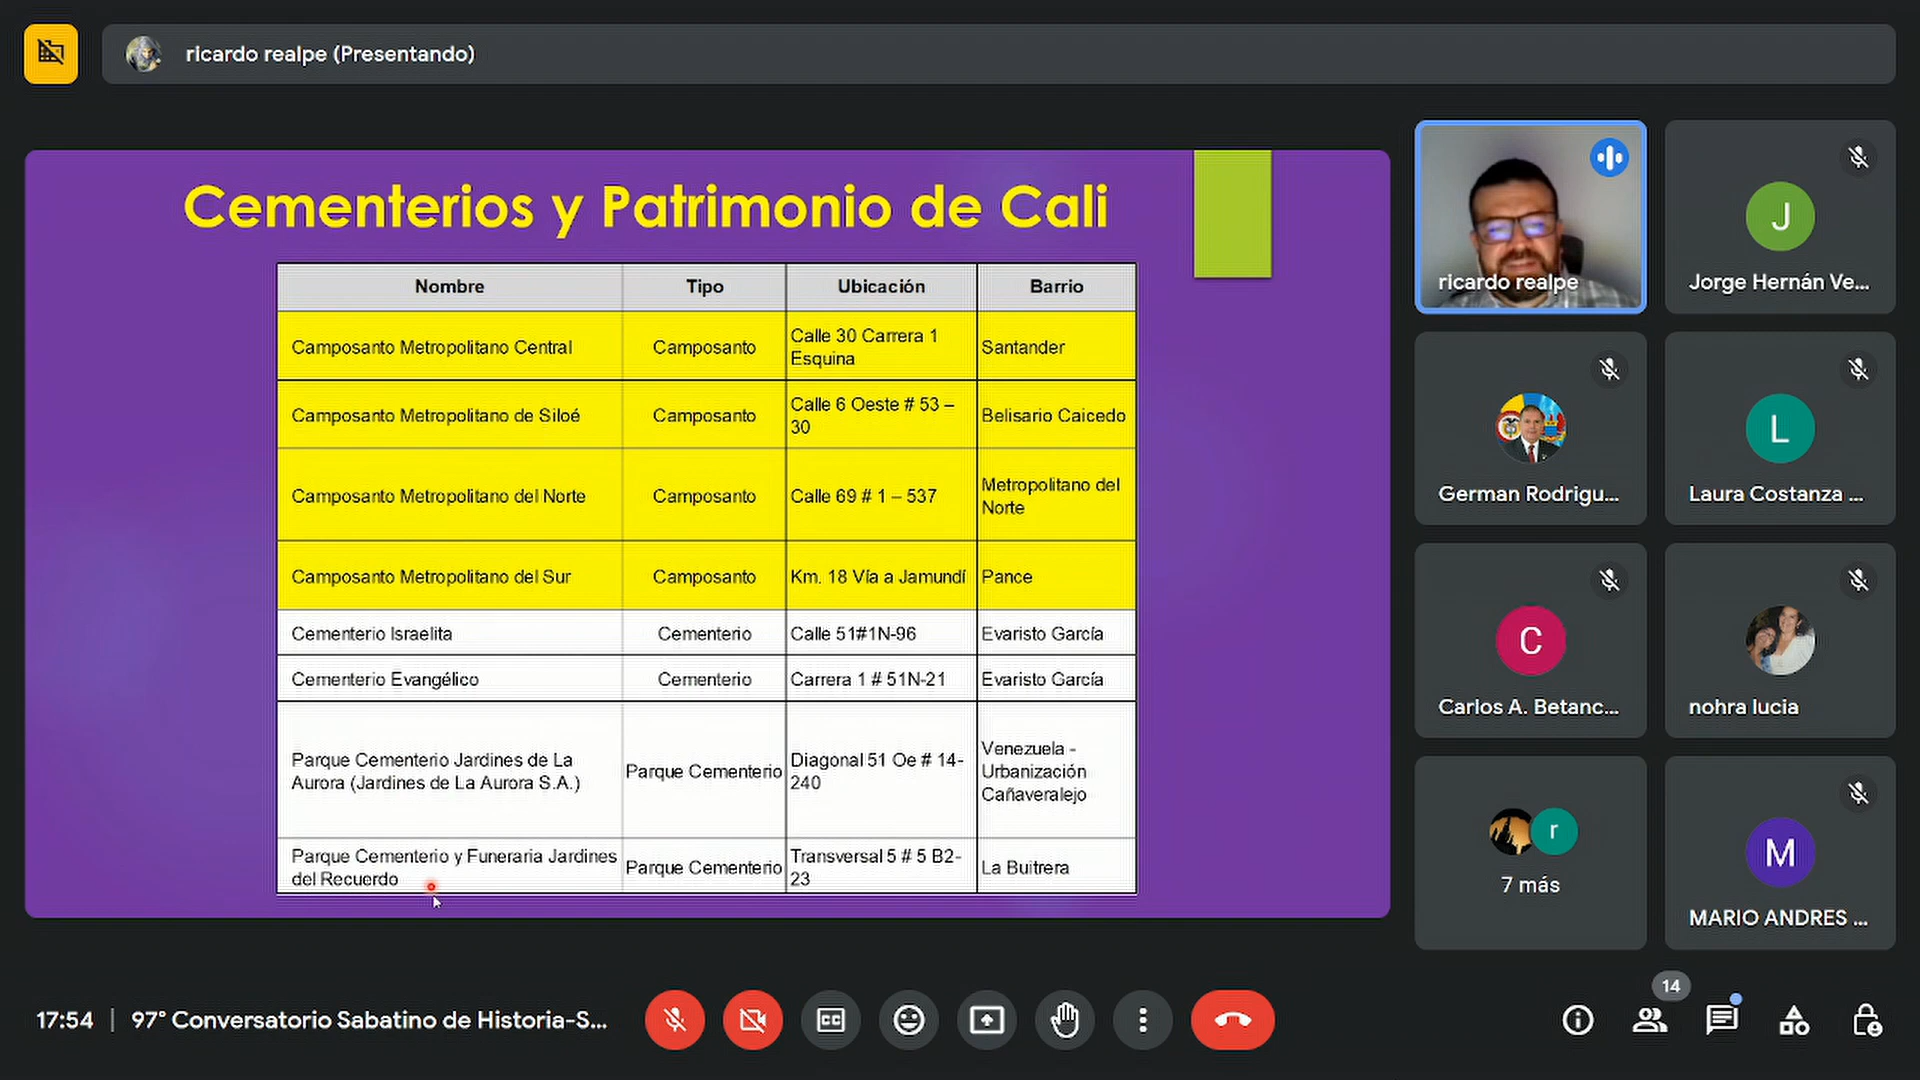 ricardo realpe (Presentando)
Cementerios y Patrimonio de Cali
Nombre Tipo Ubicación Barrio
Camposanto Metropolitano Central Camposanto Calle 30 Carrera 1 Esquina Santander
Camposanto Metropolitano de Siloé Camposanto Calle 6 Oeste # 53 – 30 Belisario Caicedo
Camposanto Metropolitano del Norte Camposanto Calle 69 # 1 – 537 Metropolitano del Norte
Camposanto Metropolitano del Sur Camposanto Km. 18 Vía a Jamundí Pance
Cementerio Israelita Cementerio Calle 51#1N-96 Evaristo García
Cementerio Evangélico Cementerio Carrera 1 # 51N-21 Evaristo García
Parque Cementerio Jardines de La Aurora (Jardines de La Aurora S.A.) Parque Cementerio Diagonal 51 Oe # 14-240 Venezuela - Urbanización Cañaveralejo
Parque Cementerio y Funeraria Jardines del Recuerdo Parque Cementerio Transversal 5 # 5 B2-23 La Buitrera
ricardo realpe
J
Jorge Hernán Ve...
German Rodrigu...
L
Laura Costanza ...
C
Carlos A. Betanc...
nohra lucia
r
7 más
M
MARIO ANDRES ...
17:54 | 97° Conversatorio Sabatino de Historia-S...
CC
14